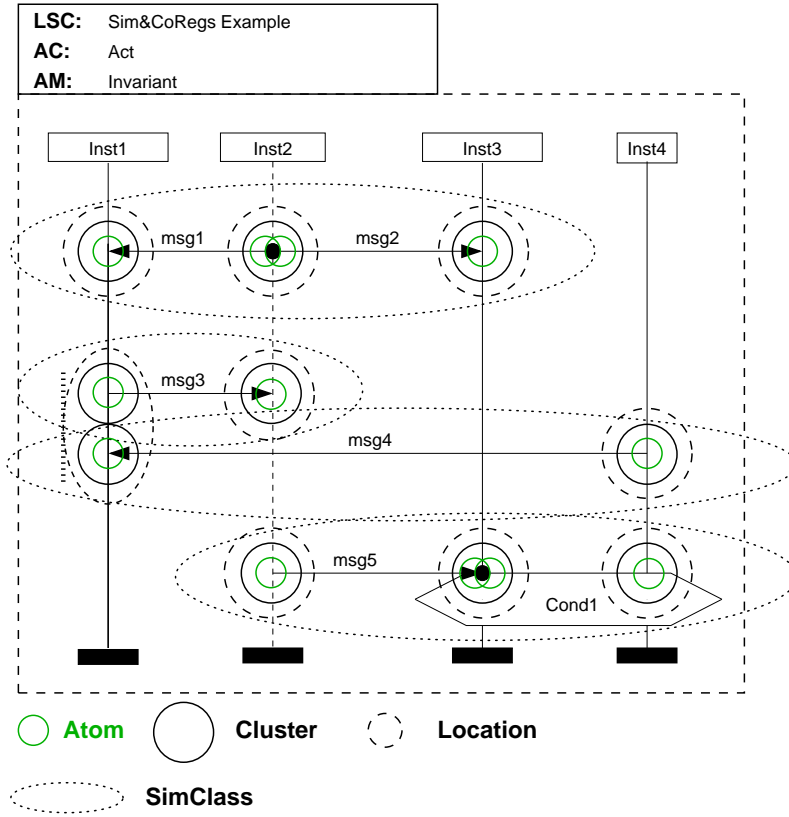 LSC: Sim&CoRegs Example
AC: Act
AM: Invariant
Inst1 Inst2 Inst3 Inst4
msg1 msg2
msg3
msg4
msg5
Cond1
Atom Cluster Location
SimClass